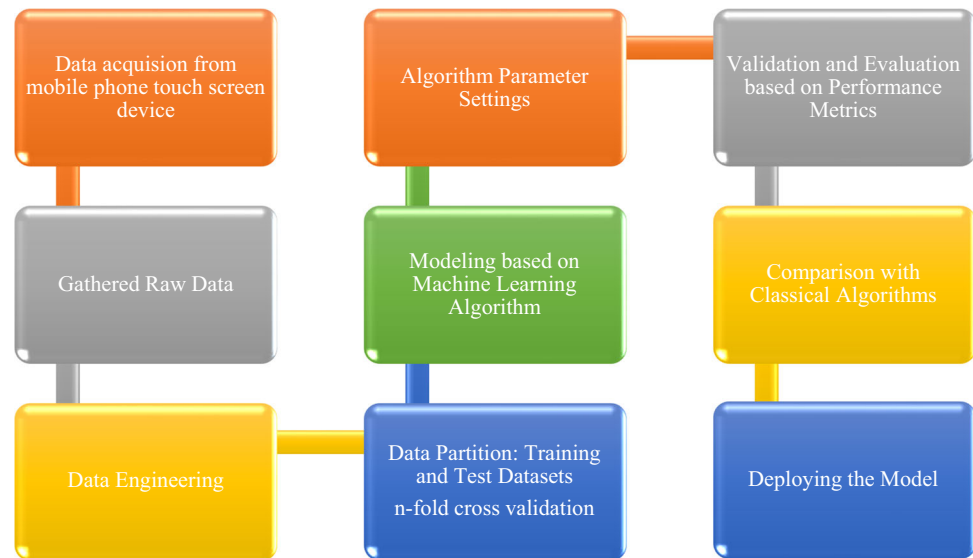 Data acquision from
mobile phone touch screen
device
Gathered Raw Data
Data Engineering
Data Partition: Training
and Test Datasets
n-fold cross validation
Modeling based on
Machine Learning
Algorithm
Algorithm Parameter
Settings
Validation and Evaluation
based on Performance
Metrics
Comparison with
Classical Algorithms
Deploying the Model